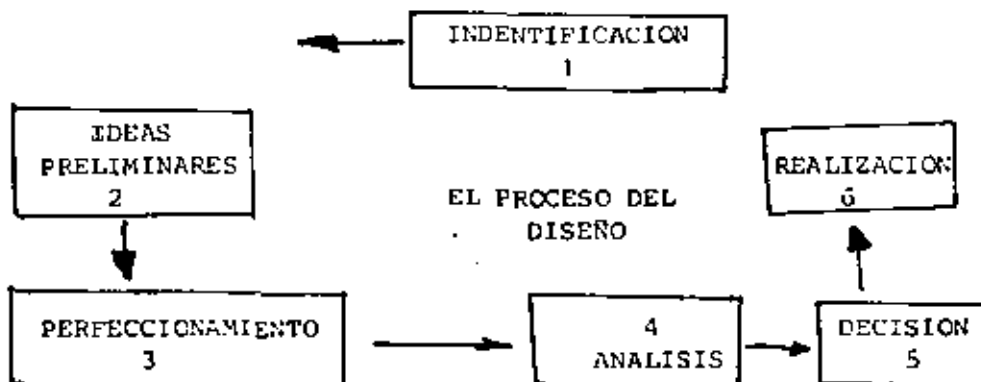 INDENTIFICACION
1
IDEAS
PRELIMINARES
2
EL PROCESO DEL
DISEÑO
REALIZACION
6
PERFECCIONAMIENTO
3
4
ANALISIS
DECISION
5